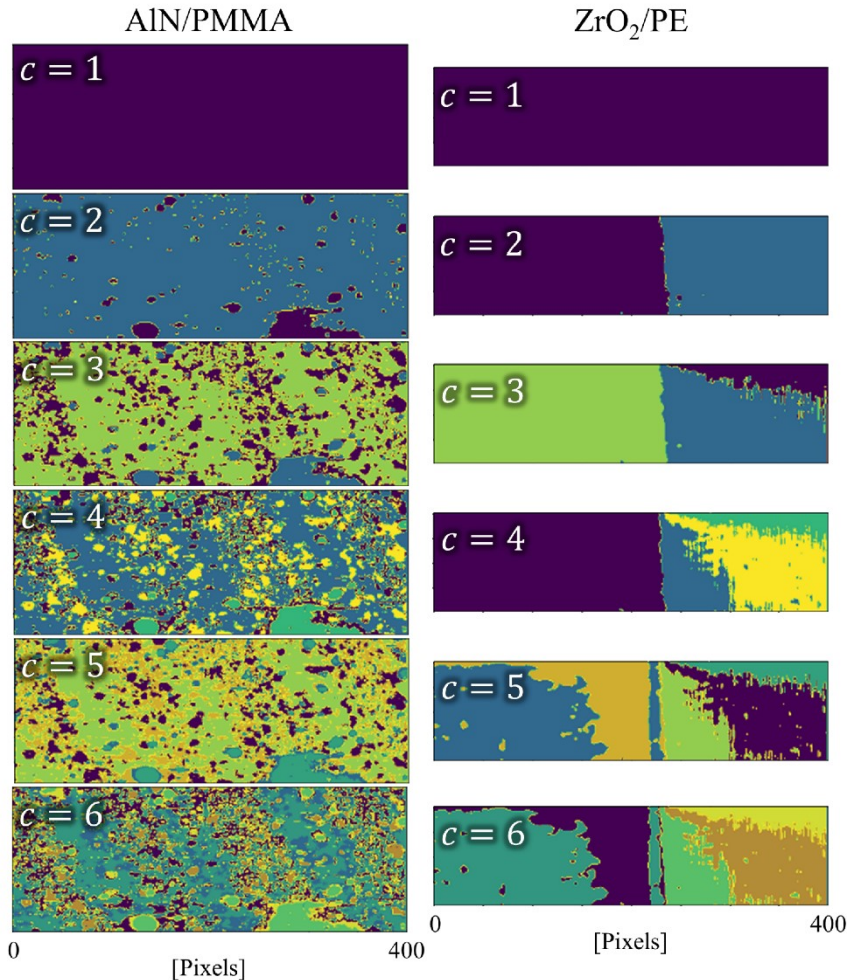 AlN/PMMA
c = 1
c = 2
c = 3
c = 4
c = 5
c = 6
0 400
[Pixels]
ZrO₂/PE
c = 1
c = 2
c = 3
c = 4
c = 5
c = 6
0 400
[Pixels]